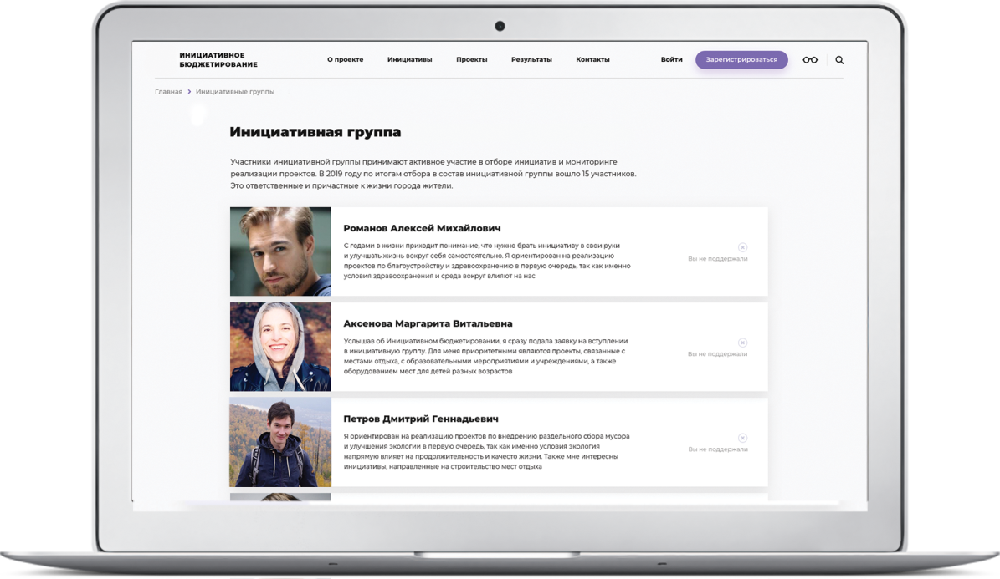 ИНИЦИАТИВНОЕ
БЮДЖЕТИРОВАНИЕ
О проекте Инициативы Проекты Результаты Контакты Войти Зарегистрироваться
Главная > Инициативные группы
Инициативная группа
Участники инициативной группы принимают активное участие в отборе инициатив и мониторинге
реализации проектов. В 2019 году по итогам отбора в состав инициативной группы вошло 15 участников.
Это ответственные и причастные к жизни города жители.
Романов Алексей Михайлович
С годами в жизни приходит понимание, что нужно брать инициативу в свои руки
и улучшать жизнь вокруг себя самостоятельно. Я ориентирован на реализацию
проектов по благоустройству и здравоохранению в первую очередь, так как именно
условия здравоохранения и среда вокруг влияют на нас
Вы не поддержали
Аксенова Маргарита Витальевна
Услышав об Инициативном бюджетировании, я сразу подала заявку на вступлении
в инициативную группу. Для меня приоритетными являются проекты, связанные с
местами отдыха, с образовательными мероприятиями и учреждениями, а также
оборудованием мест для детей разных возрастов
Вы не поддержали
Петров Дмитрий Геннадьевич
Я ориентирован на реализацию проектов по внедрению раздельного сбора мусора
и улучшения экологии в первую очередь, так как именно условия экология
напрямую влияет на продолжительность и качесто жизни. Также мне интересны
инициативы, направленные на строительство мест отдыха
Вы не поддержали